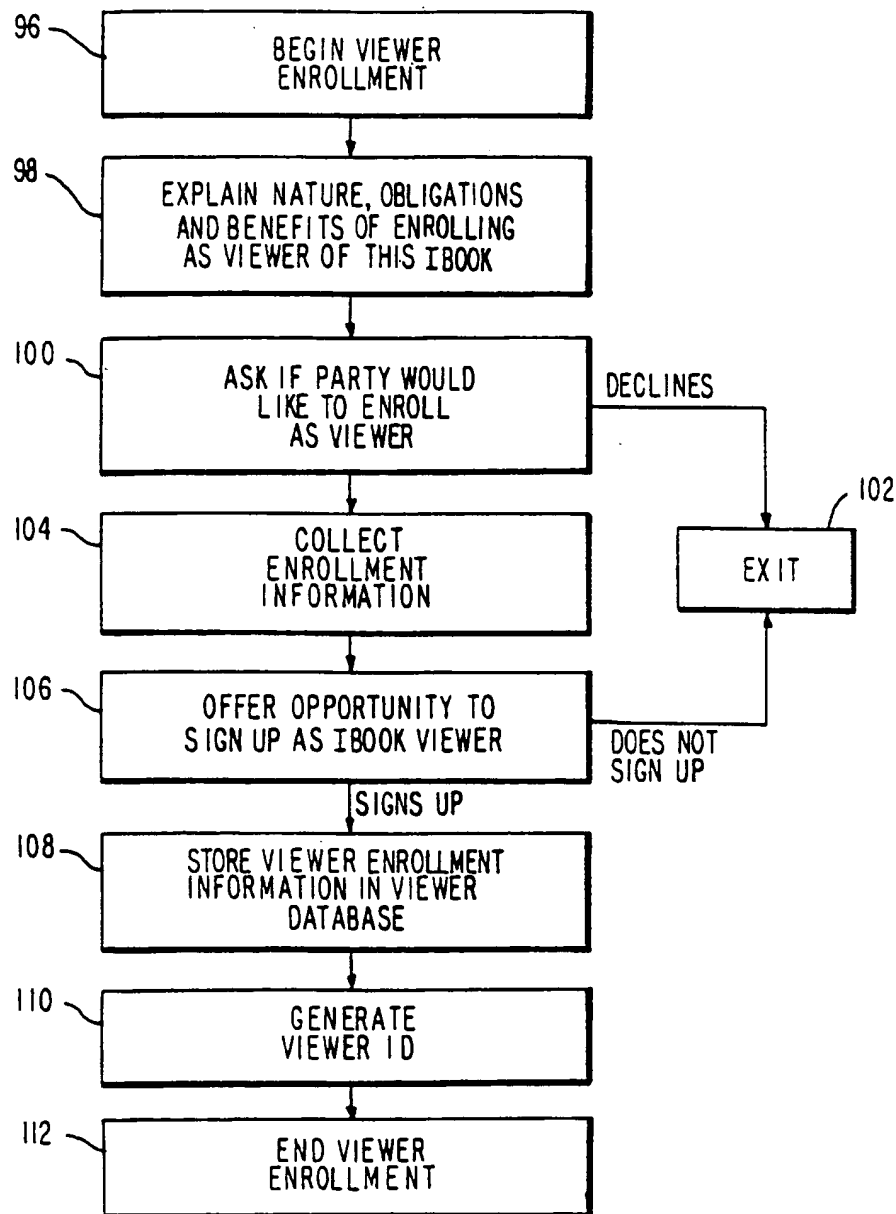 96
BEGIN VIEWER
ENROLLMENT
98
EXPLAIN NATURE, OBLIGATIONS
AND BENEFITS OF ENROLLING
AS VIEWER OF THIS IBOOK
100
ASK IF PARTY WOULD
LIKE TO ENROLL
AS VIEWER
DECLINES
102
EXIT
104
COLLECT
ENROLLMENT
INFORMATION
106
OFFER OPPORTUNITY TO
SIGN UP AS IBOOK VIEWER
DOES NOT
SIGN UP
SIGNS UP
108
STORE VIEWER ENROLLMENT
INFORMATION IN VIEWER
DATABASE
110
GENERATE
VIEWER ID
112
END VIEWER
ENROLLMENT